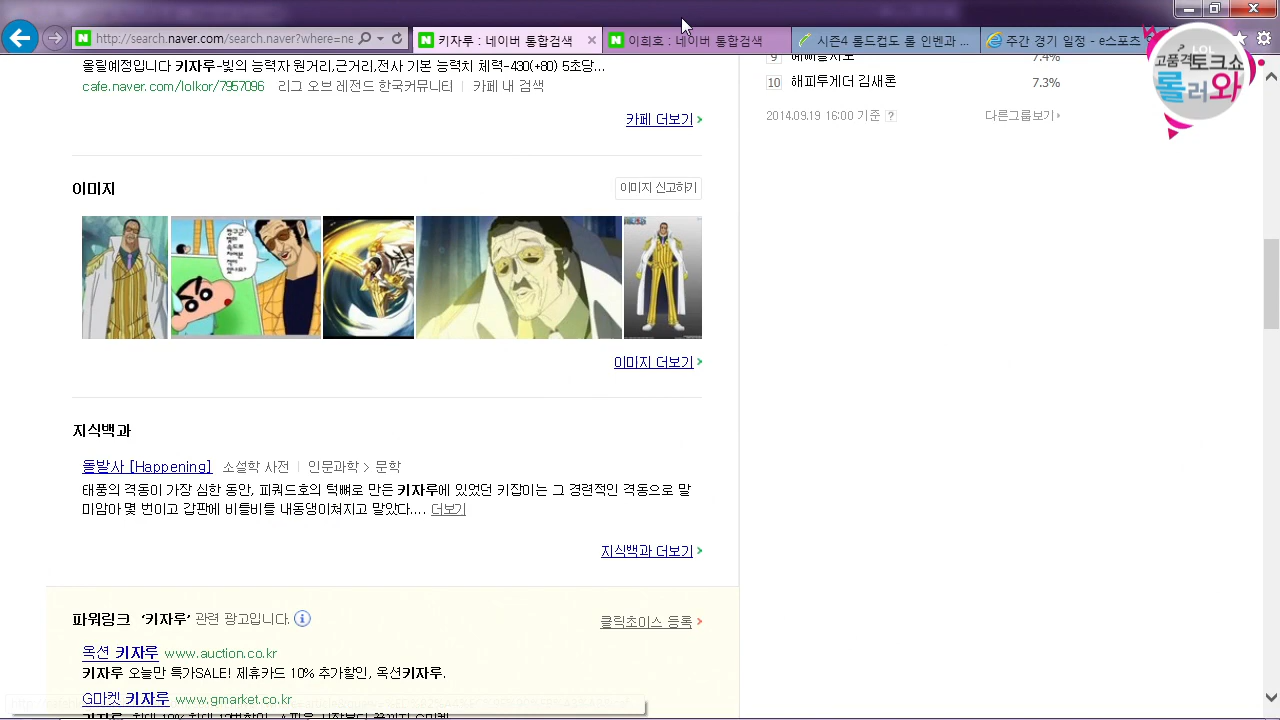 http://search.naver.com/search.naver?where=ne
키자루 : 네이버 통합검색
이희호 : 네이버 통합검색
시즌4 월드컵도 롤 인벤과 ...
주간 경기 일정 - e스포츠
LOL
고품격토크쇼
롤러와
올릴예정입니다 키자루-빛의 능력자 원거리,근거리,전사 기본 능
(+80) 5초당...
cafe.naver.com/lolkor/7957096 리그 오브 레전드 한국커뮤니티
검색
카페 더보기
9
7.4%
10 해피투게더 김새론 7.3%
2014.09.19 16:00 기준 ?
다른그룹보기
이미지
이미지 신고하기
이미지 더보기
지식백과
돌발사 [Happening] 소설학 사전 | 인문과학 > 문학
태풍의 격동이 가장 심한 동안, 피쿼드호의 턱뼈로 만든 키자루에 있었던 키잡이는 그 경련적인 격동으로 말
미암아 몇 번이고 갑판에 비틀비틀 내동댕이쳐지고 말았다.... 더보기
지식백과 더보기
파워링크 '키자루' 관련 광고입니다.
클릭초이스 등록
옥션 키자루 www.auction.co.kr
키자루 오늘만 특가SALE! 제휴카드 10% 추가할인, 옥션키자루.
G마켓 키자루 www.gmarket.co.kr